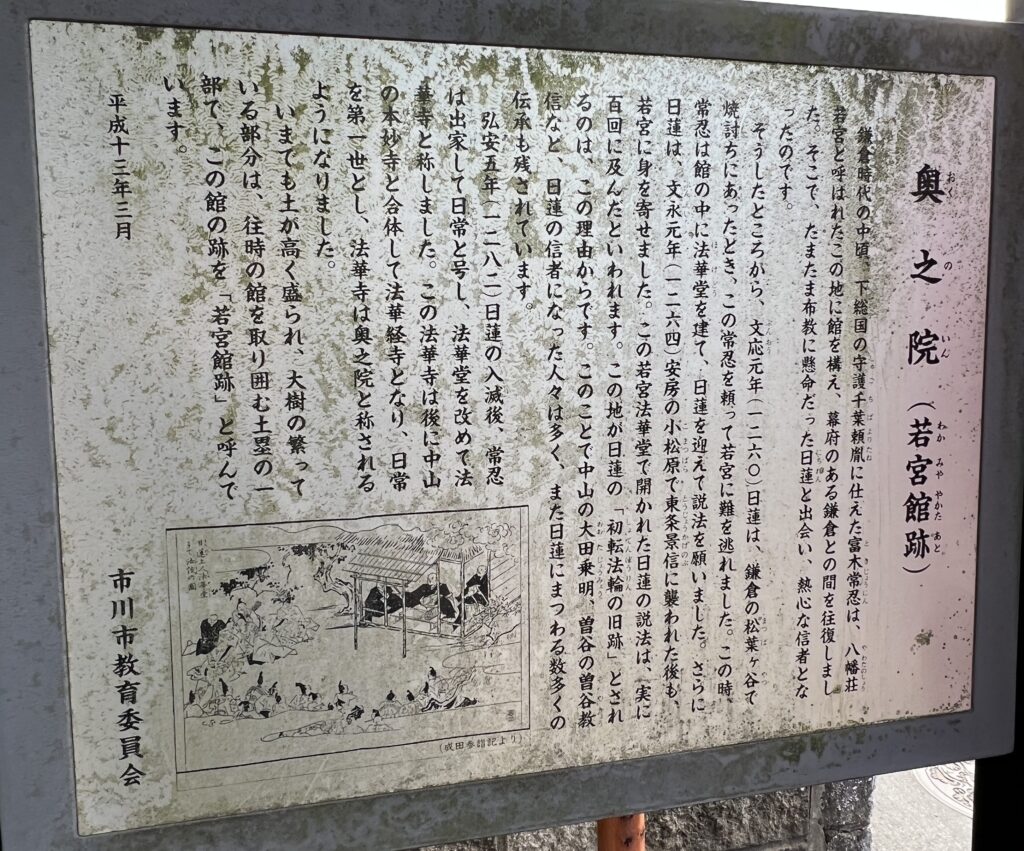 奥之院(若宮館跡)
鎌倉時代の中頃、下総国の守護千葉頼胤に仕えた富木常忍は、八幡荘
若宮と呼ばれたこの地に館を構え、幕府のある鎌倉との間を往復しまし
た。そこで、たまたま布教に懸命だった日蓮と出会い、熱心な信者とな
ったのです。
そうしたところから、文応元年(一二六〇)日蓮は、鎌倉の松葉ヶ谷で
焼討ちにあったとき、この常忍を頼って若宮に難を逃れました。この時、
常忍は館の中に法華堂を建て、日蓮を迎えて説法を願いました。さらに
日蓮は、文永元年(一二六四)安房の小松原で東条景信に襲われた後も、
若宮に身を寄せました。この若宮法華堂で開かれた日蓮の説法は、実に
百回に及んだといわれます。この地が日蓮の「初転法輪の旧跡」とされ
るのは、この理由からです。このことで中山の大田乗明、曽谷の曽谷教
信など、日蓮の信者になった人々は多く、また日蓮にまつわる数多くの
伝承も残されています。
弘安五年(一二八二)日蓮の入滅後、常忍
は出家して日常と号し、法華堂を改めて法
華寺と称しました。この法華寺は後に中山
の本妙寺と合体して法華経寺となり、日常
を第一世とし、法華寺は奥之院と称される
ようになりました。
いまでも土が高く盛られ、大樹の繁って
いる部分は、往時の館を取り囲む土塁の一
部で、この館の跡を「若宮館跡」と呼んで
います。
平成十三年三月
市川市教育委員会
(成田参詣記より)